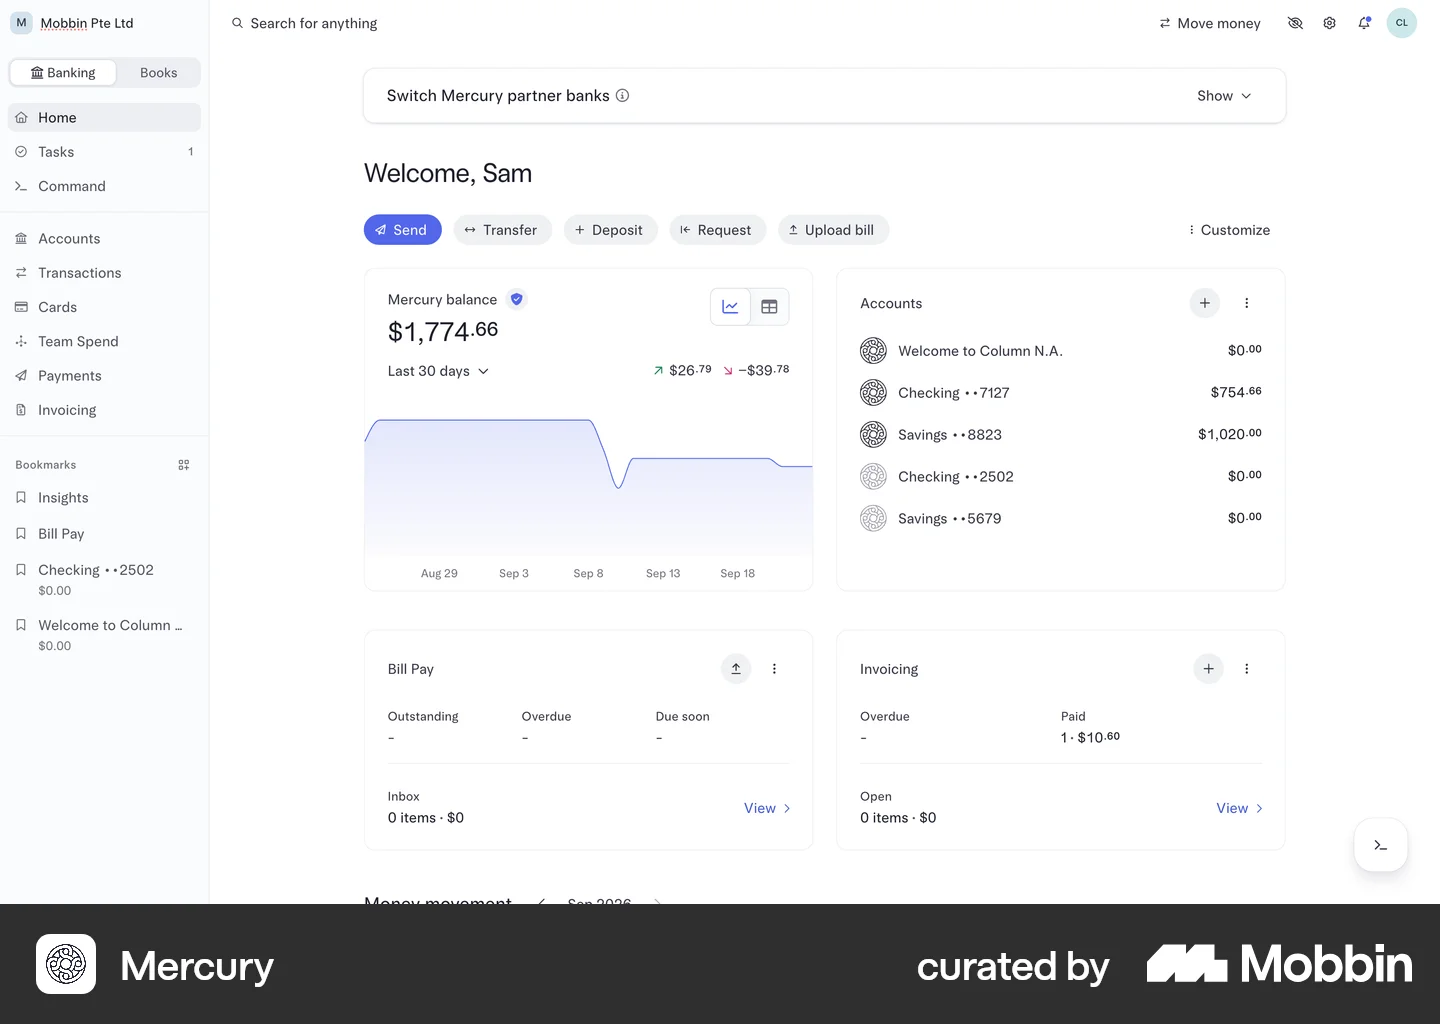 M Mobbin Pte Ltd
Search for anything
Move money
CL
Banking
Books
Home
Tasks 1
Command
Accounts
Transactions
Cards
Team Spend
Payments
Invoicing
Bookmarks
Insights
Bill Pay
Checking ••2502
$0.00
Welcome to Column ...
$0.00
Switch Mercury partner banks
Show
Welcome, Sam
Send
Transfer
Deposit
Request
Upload bill
Customize
Mercury balance
$1,774.66
Last 30 days
$26.79 −$39.78
Aug 29 Sep 3 Sep 8 Sep 13 Sep 18
Accounts
Welcome to Column N.A. $0.00
Checking ••7127 $754.66
Savings ••8823 $1,020.00
Checking ••2502 $0.00
Savings ••5679 $0.00
Bill Pay
Outstanding Overdue Due soon
- - -
Inbox
0 items · $0
View
Invoicing
Overdue Paid
- 1 · $10.60
Open
0 items · $0
View
Money movement Sep 2026
Mercury
curated by Mobbin